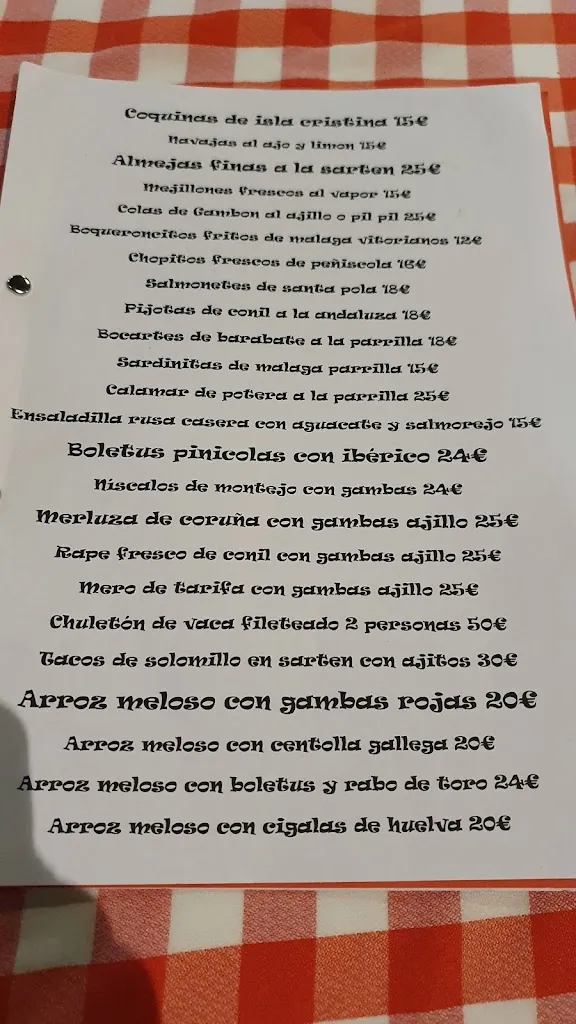 Coquinas de isla cristina 15€
Navajas al ajo y limon 15€
Almejas finas a la sarten 25€
Mejillones frescos al vapor 15€
Colas de Gambon al ajillo o pil pil 25€
Boqueroncitos fritos de malaga vitorianos 12€
Chopitos frescos de peñiscola 16€
Salmonetes de santa pola 18€
Pijotas de conil a la andaluza 18€
Bocartes de barabate a la parrilla 18€
Sardinitas de malaga parrilla 15€
Calamar de potera a la parrilla 25€
Ensaladilla rusa casera con aguacate y salmorejo 15€
Boletus pinicolas con ibérico 24€
Niscalos de montejo con gambas 24€
Merluza de coruña con gambas ajillo 25€
Rape fresco de conil con gambas ajillo 25€
Mero de tarifa con gambas ajillo 25€
Chuletón de vaca fileteado 2 personas 50€
Tacos de solomillo en sarten con ajitos 30€
Arroz meloso con gambas rojas 20€
Arroz meloso con centolla gallega 20€
Arroz meloso con boletus y rabo de toro 24€
Arroz meloso con cigalas de huelva 20€